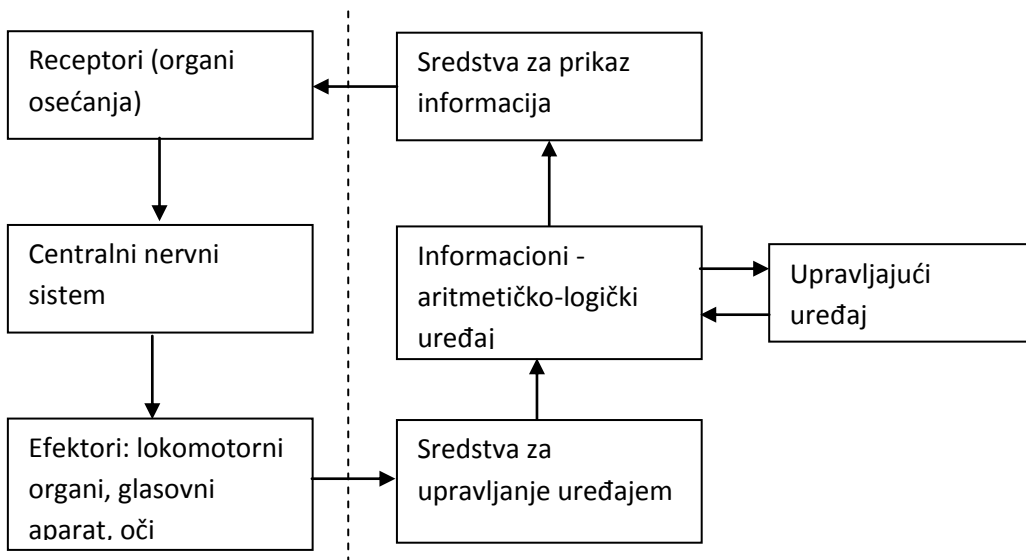 Receptori (organi
osećanja)
Sredstva za prikaz
informacija
Centralni nervni
sistem
Informacioni -
aritmetičko-logički
uređaj
Upravljajući
uređaj
Efektori: lokomotorni
organi, glasovni
aparat, oči
Sredstva za
upravljanje uređajem